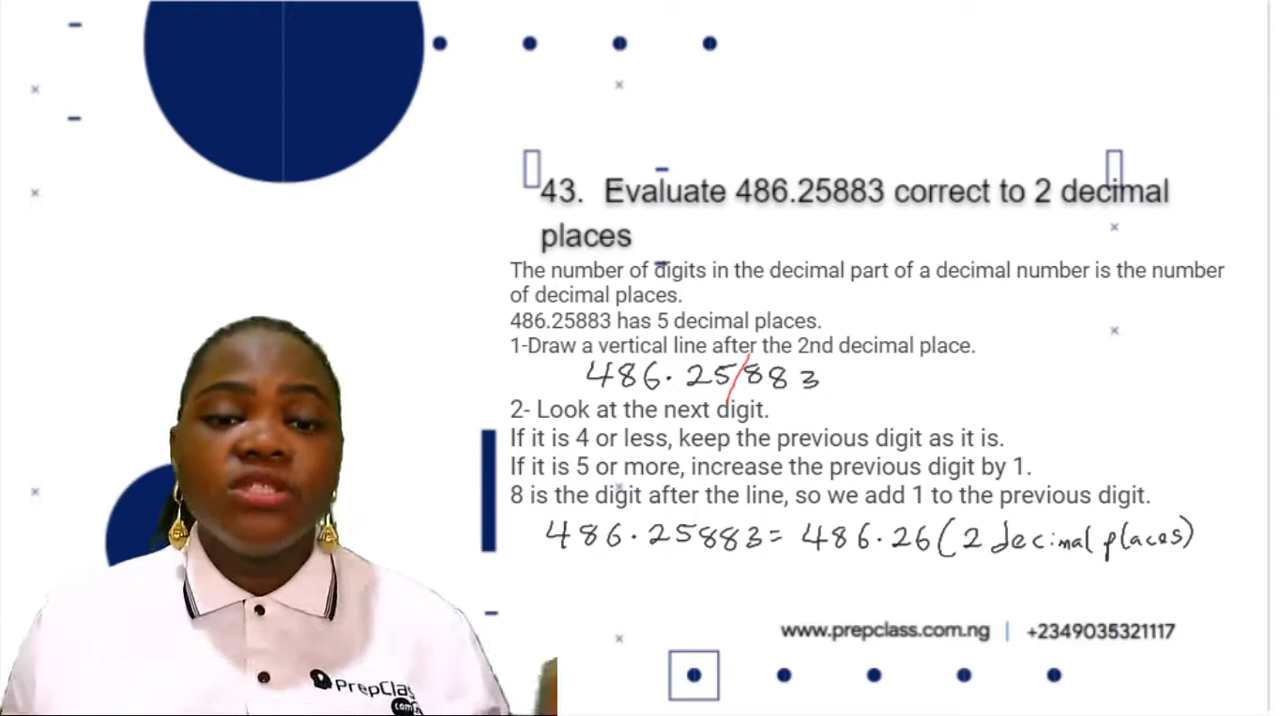 43. Evaluate 486.25883 correct to 2 decimal
places
The number of digits in the decimal part of a decimal number is the number
of decimal places.
486.25883 has 5 decimal places.
1-Draw a vertical line after the 2nd decimal place.
486.25/883
2- Look at the next digit.
If it is 4 or less, keep the previous digit as it is.
If it is 5 or more, increase the previous digit by 1.
8 is the digit after the line, so we add 1 to the previous digit.
486.25883 = 486.26 (2 decimal places)
www.prepclass.com.ng | +2349035321117
PrepClas
com